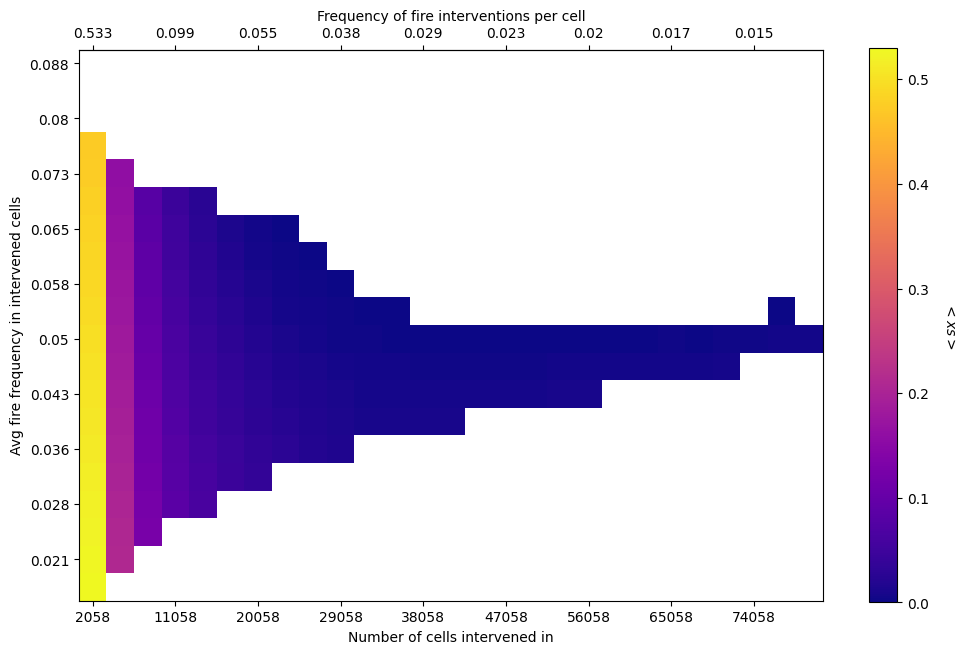 Frequency of fire interventions per cell
0.533 0.099 0.055 0.038 0.029 0.023 0.02 0.017 0.015
0.088
0.08
0.073
0.065
0.058
0.05
0.043
0.036
0.028
0.021
Avg fire frequency in intervened cells
2058 11058 20058 29058 38058 47058 56058 65058 74058
Number of cells intervened in
0.5
0.4
0.3
0.2
0.1
0.0
< sx >